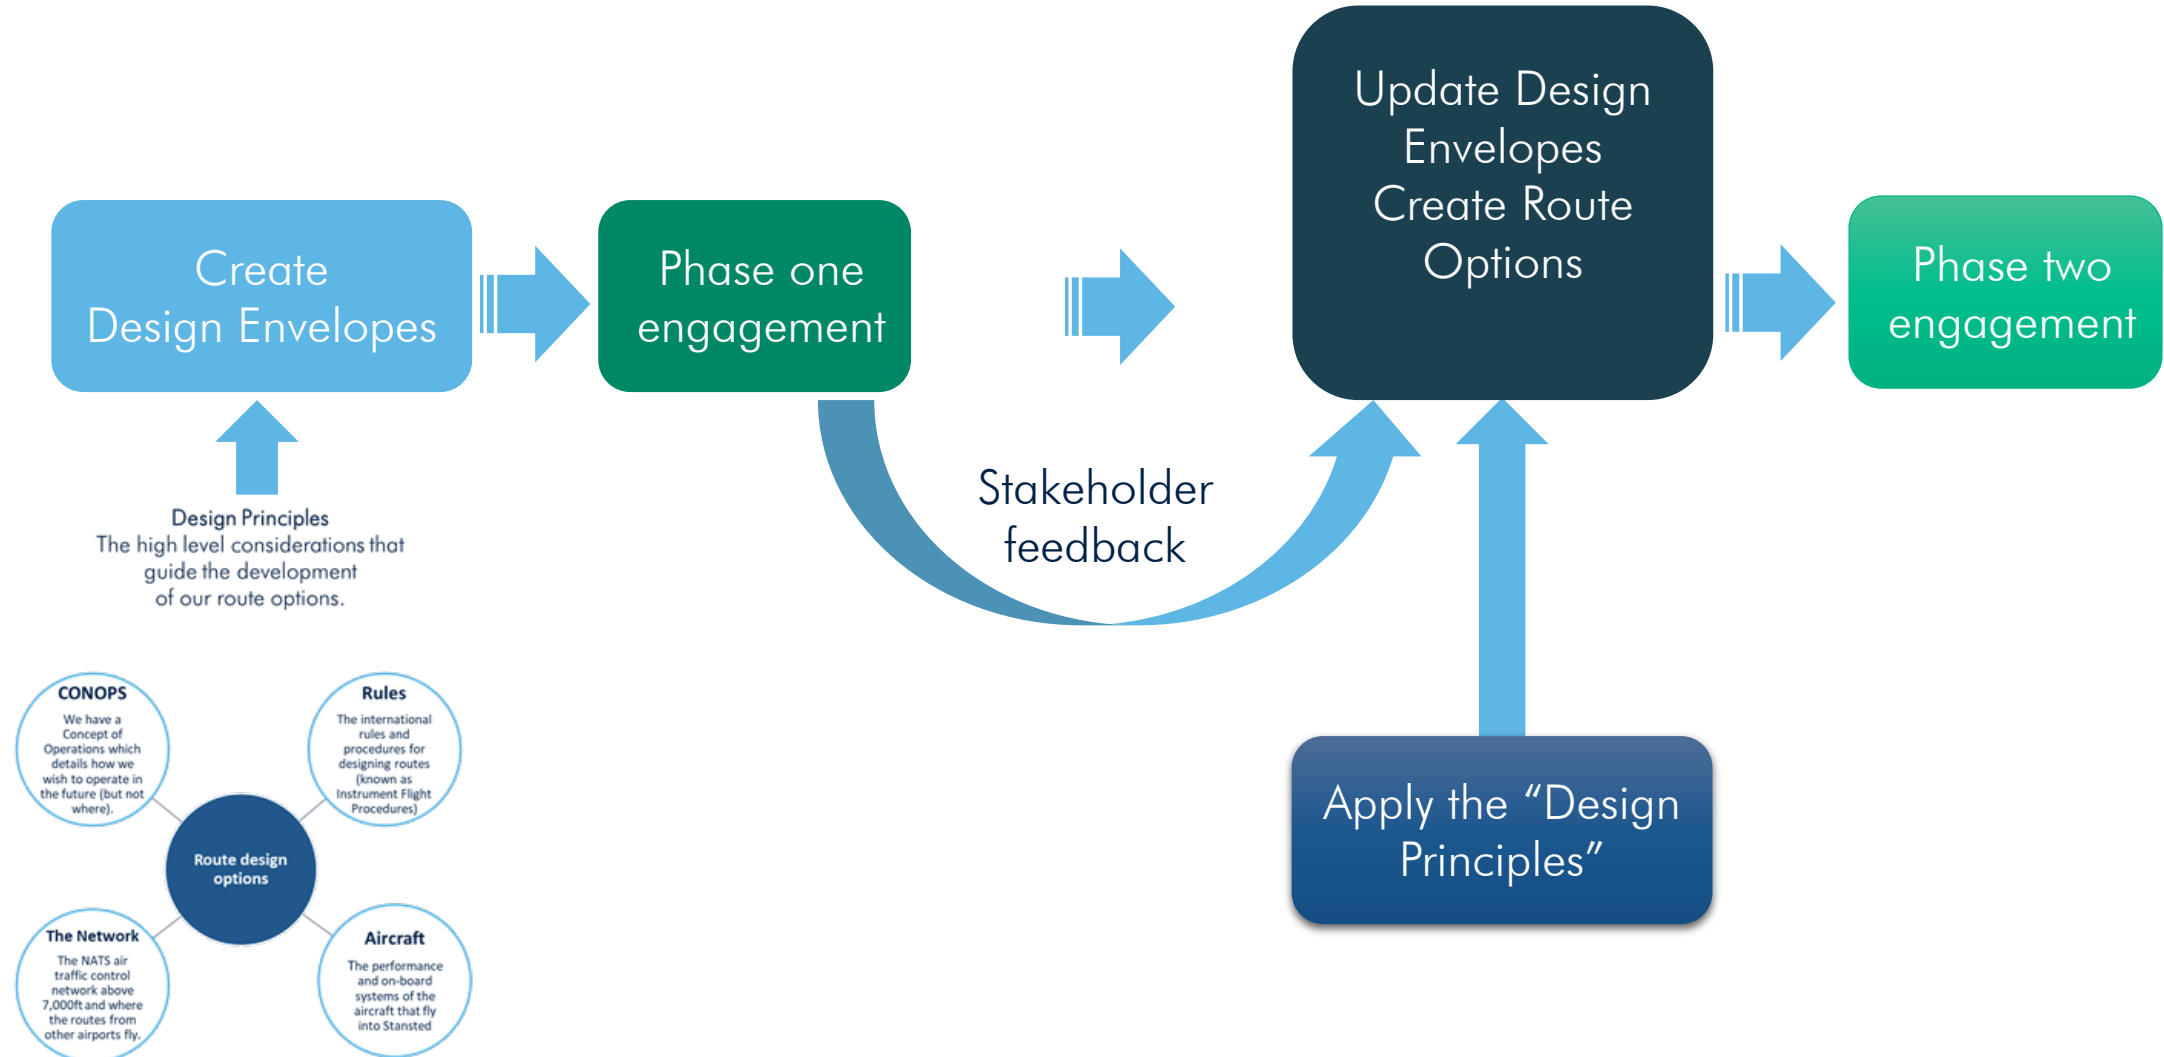 Create
Design Envelopes
Phase one
engagement
Update Design
Envelopes
Create Route
Options
Phase two
engagement
Stakeholder
feedback
Design Principles
The high level considerations that
guide the development
of our route options.
Apply the “Design
Principles”
CONOPS
We have a
Concept of
Operations which
details how we
wish to operate in
the future (but not
where).
Rules
The international
rules and
procedures for
designing routes
(known as
Instrument Flight
Procedures)
Route design
options
The Network
The NATS air
traffic control
network above
7,000ft and where
the routes from
other airports fly.
Aircraft
The performance
and on-board
systems of the
aircraft that fly
into Stansted